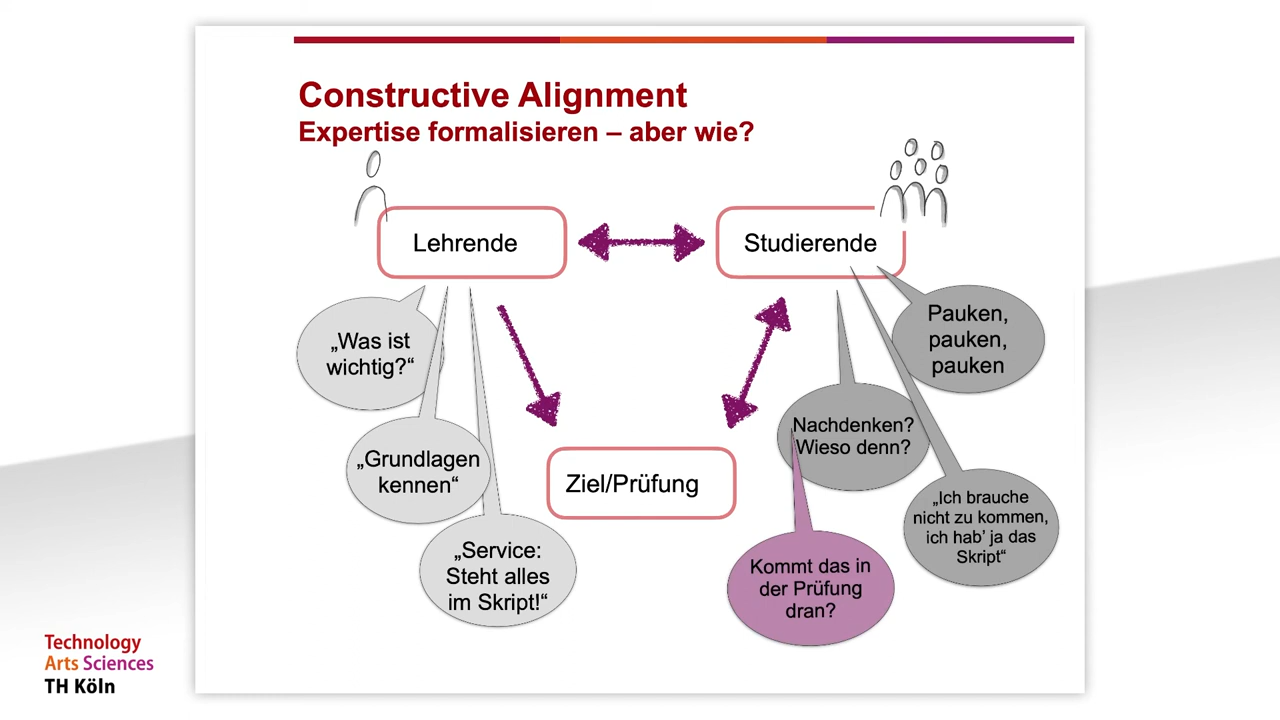 Constructive Alignment
Expertise formalisieren – aber wie?
Lehrende
Studierende
„Was ist
wichtig?“
„Grundlagen
kennen“
„Service:
Steht alles
im Skript!“
Ziel/Prüfung
Pauken,
pauken,
pauken
Nachdenken?
Wieso denn?
„Ich brauche
nicht zu kommen,
ich hab’ ja das
Skript“
Kommt das in
der Prüfung
dran?
Technology
Arts Sciences
TH Köln